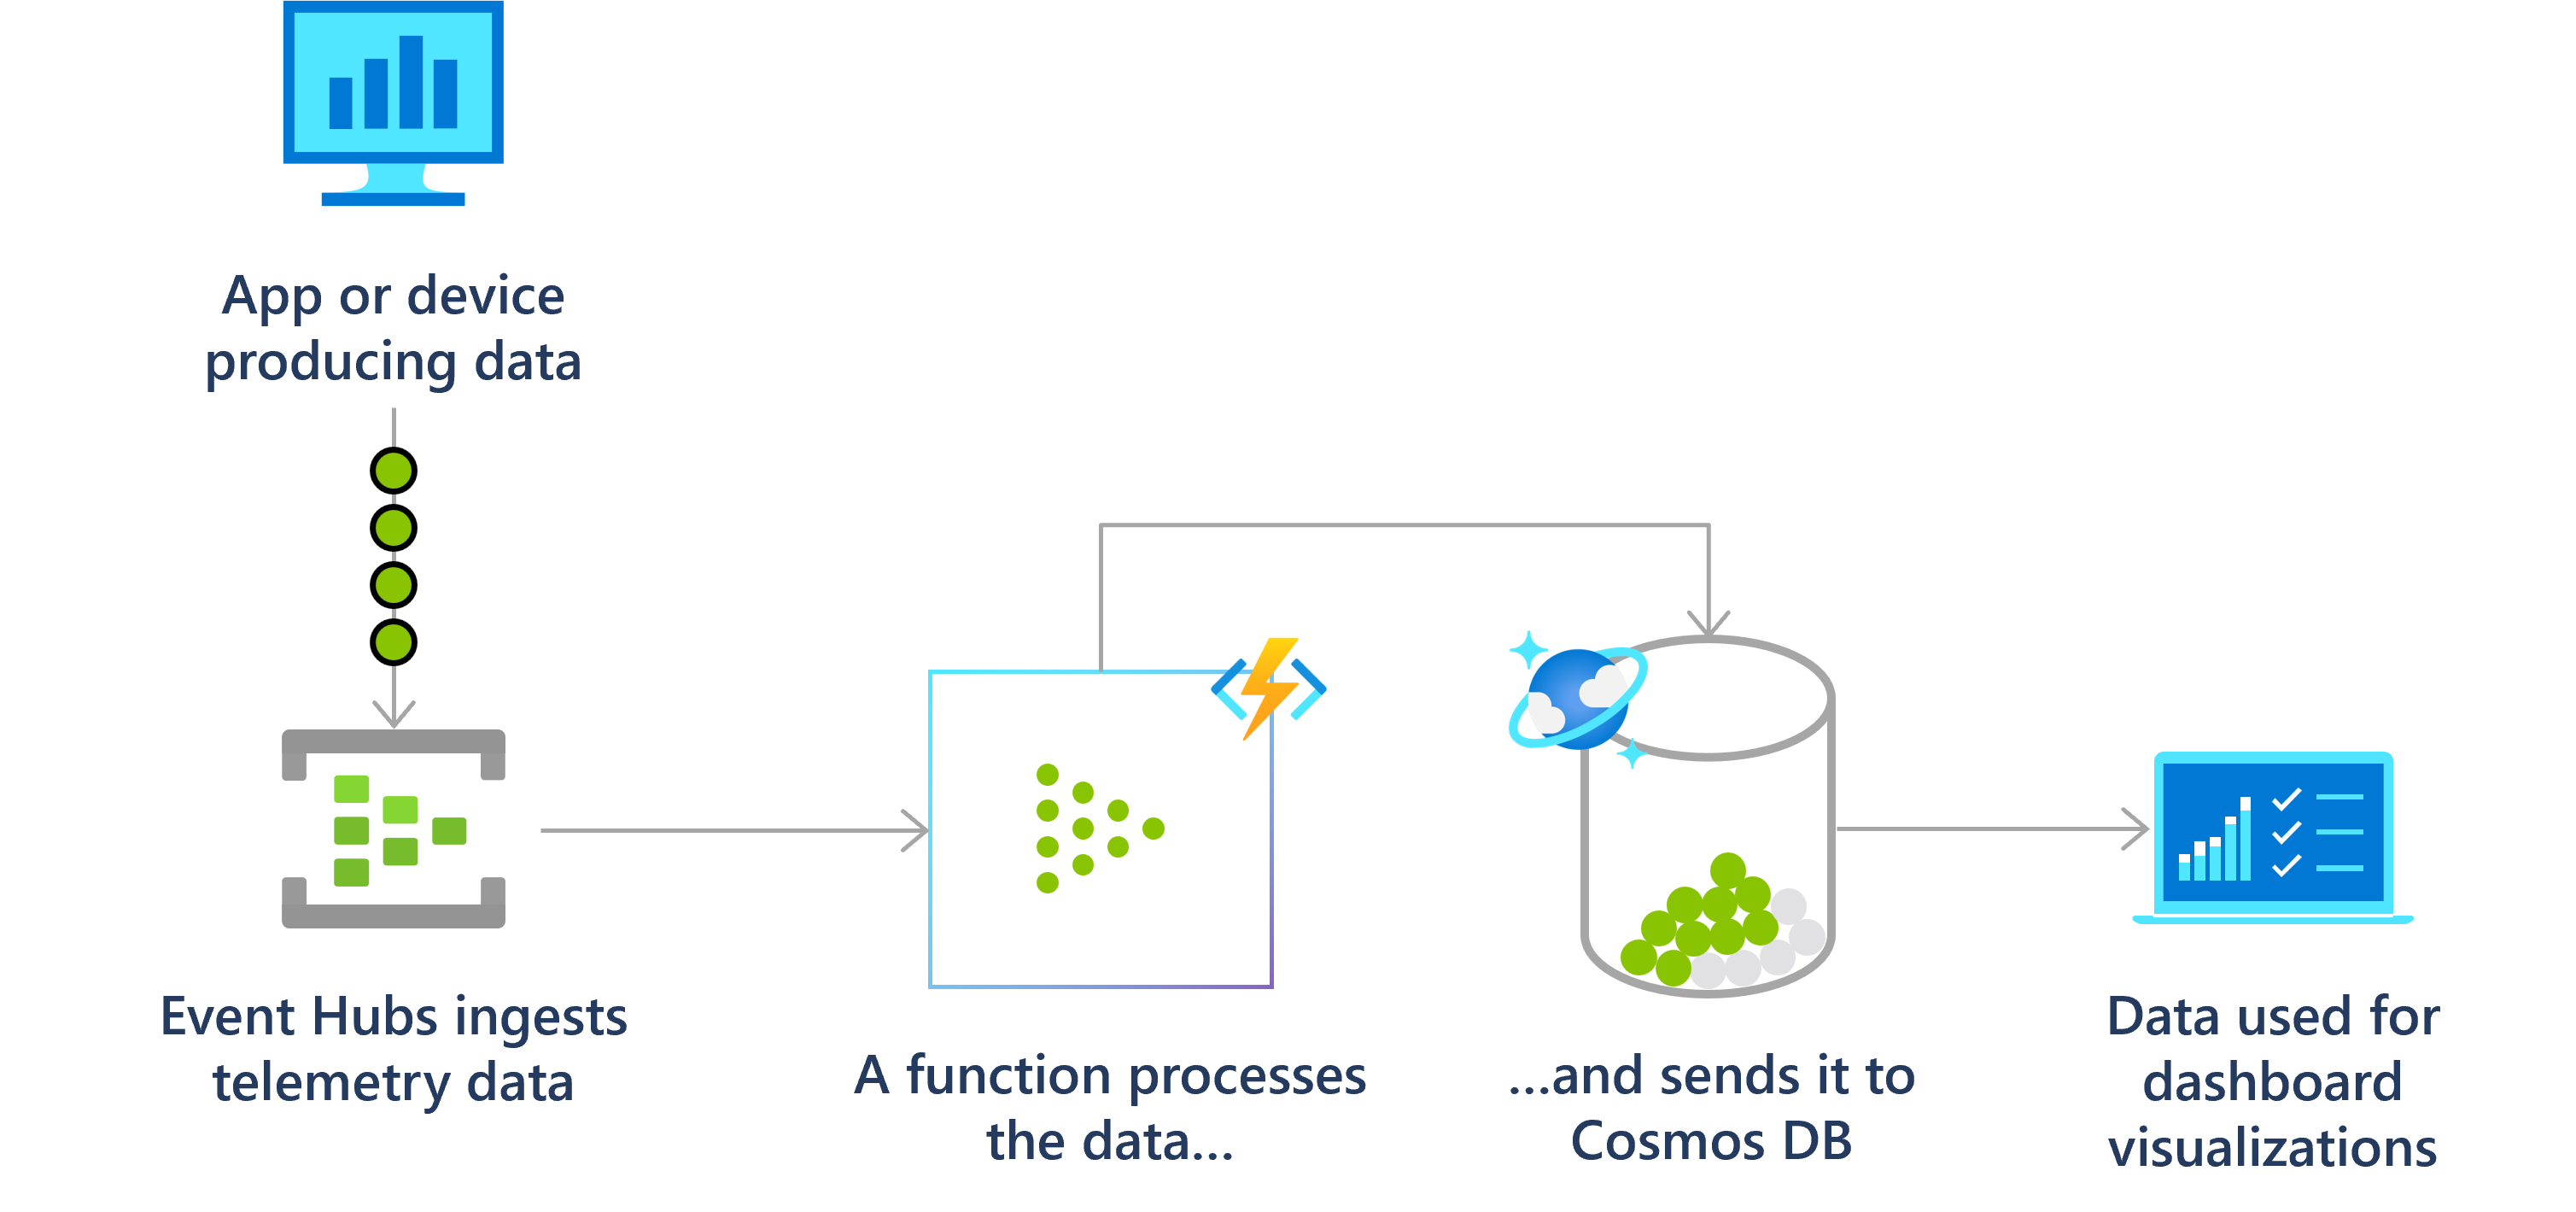 App or device
producing data
Event Hubs ingests
telemetry data
A function processes
the data...
...and sends it to
Cosmos DB
Data used for
dashboard
visualizations